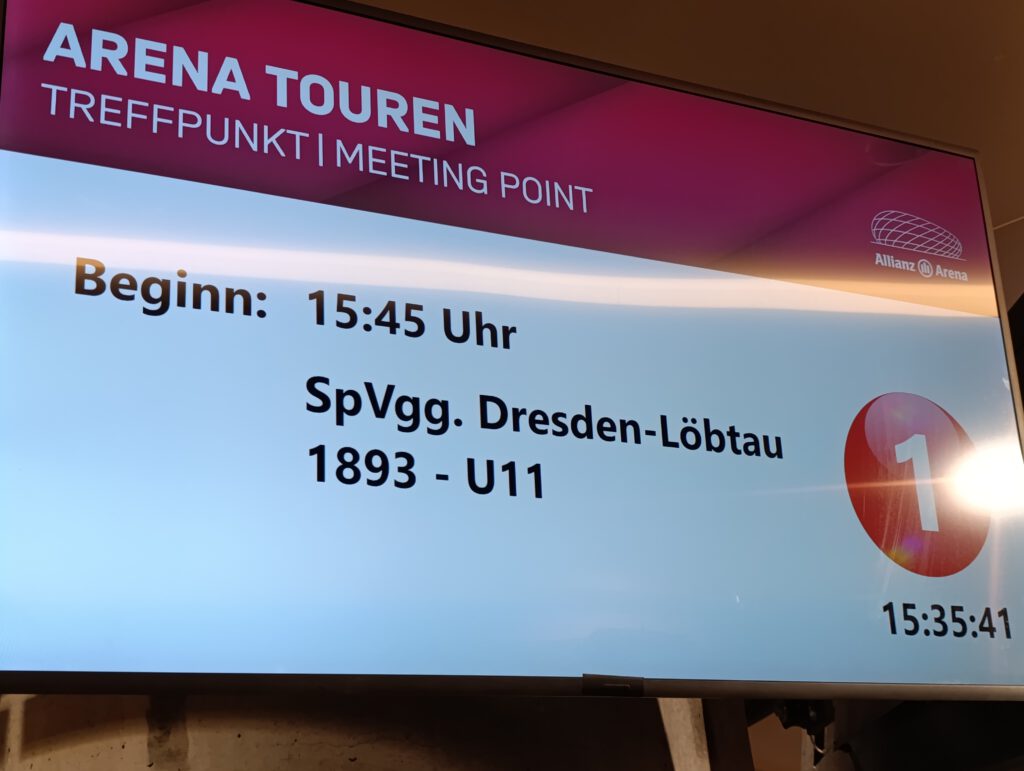 ARENA TOUREN
TREFFPUNKT | MEETING POINT
Allianz Arena
Beginn: 15:45 Uhr
SpVgg. Dresden-Löbtau
1893 - U11
1
15:35:41